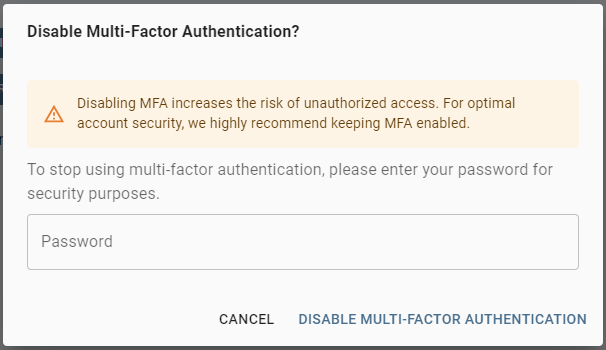 Disable Multi-Factor Authentication?
Disabling MFA increases the risk of unauthorized access. For optimal
account security, we highly recommend keeping MFA enabled.
To stop using multi-factor authentication, please enter your password for
security purposes.
Password
CANCEL DISABLE MULTI-FACTOR AUTHENTICATION